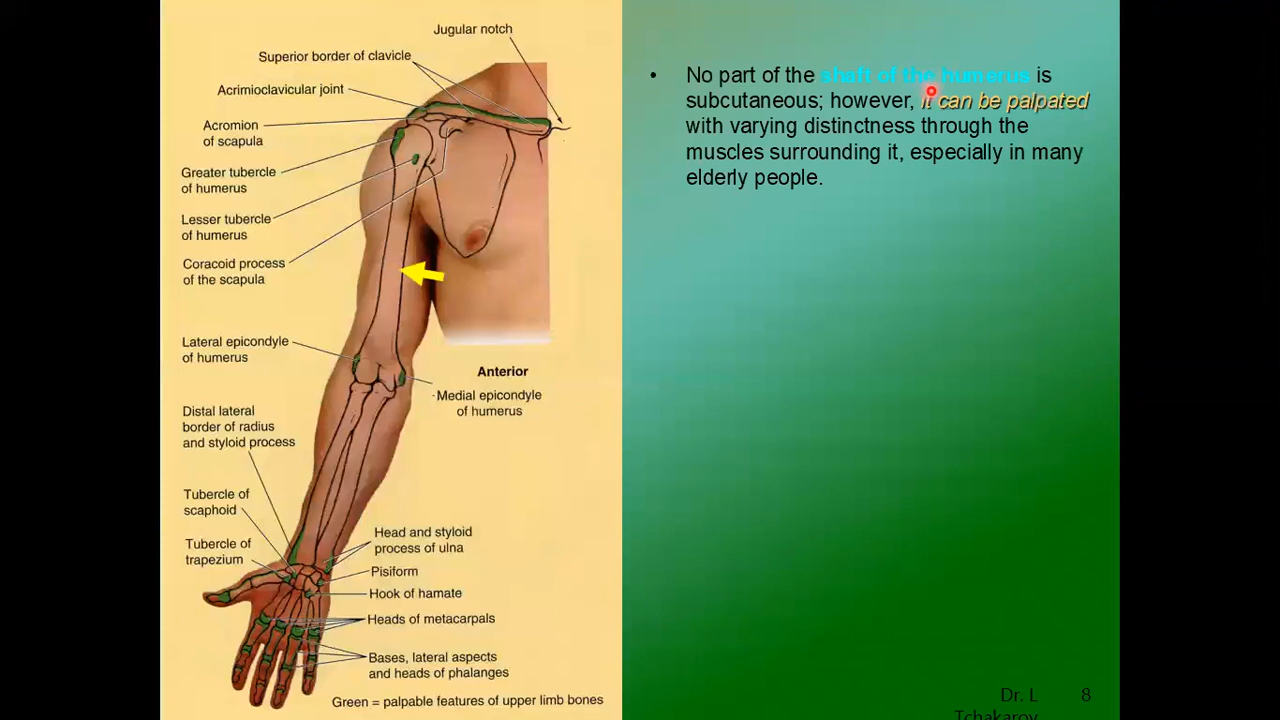 Jugular notch
Superior border of clavicle
Acrimioclavicular joint
Acromion
of scapula
Greater tubercle
of humerus
Lesser tubercle
of humerus
Coracoid process
of the scapula
Lateral epicondyle
of humerus
Anterior
Medial epicondyle
of humerus
Distal lateral
border of radius
and styloid process
Tubercle of
scaphoid
Tubercle of
trapezium
Head and styloid
process of ulna
Pisiform
Hook of hamate
Heads of metacarpals
Bases, lateral aspects
and heads of phalanges
Green = palpable features of upper limb bones
• No part of the shaft of the humerus is
subcutaneous; however, it can be palpated
with varying distinctness through the
muscles surrounding it, especially in many
elderly people.
Dr. L
Tchakarov
8